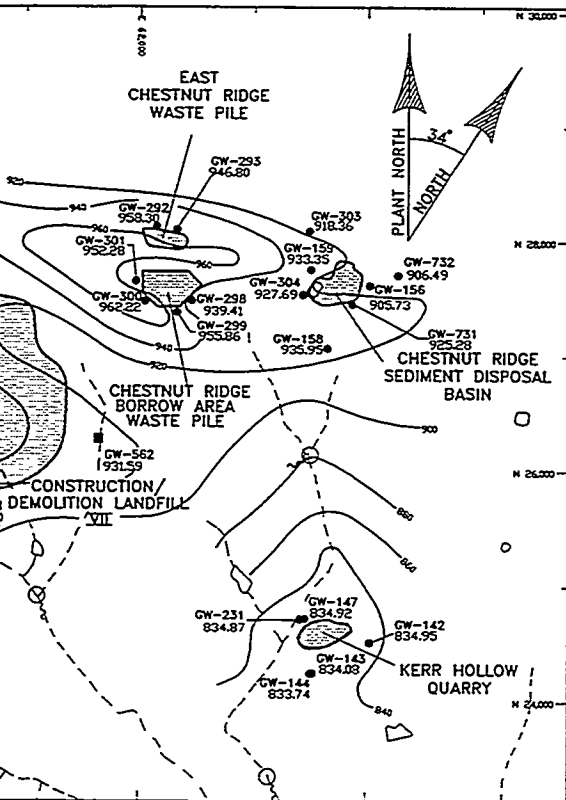 N 30,000
E 62000
EAST
CHESTNUT RIDGE
WASTE PILE
34°
PLANT NORTH
NORTH
GW-293
946.80
920
940
GW-292
958.30
GW-303
918.36
960
GW-301
952.28
GW-159
933.35
N 28,000
960
GW-732
906.49
GW-304
927.69
GW-156
905.73
GW-300
962.22
GW-298
939.41
GW-299
955.86
GW-731
925.28
940
GW-158
935.95
920
CHESTNUT RIDGE
SEDIMENT DISPOSAL
BASIN
CHESTNUT RIDGE
BORROW AREA
WASTE PILE
900
GW-562
931.59
N 26,000
CONSTRUCTION/
DEMOLITION LANDFILL
VII
860
GW-147
834.92
GW-231
834.87
GW-142
834.95
GW-143
834.03
GW-144
833.74
KERR HOLLOW
QUARRY
840
N 24,000